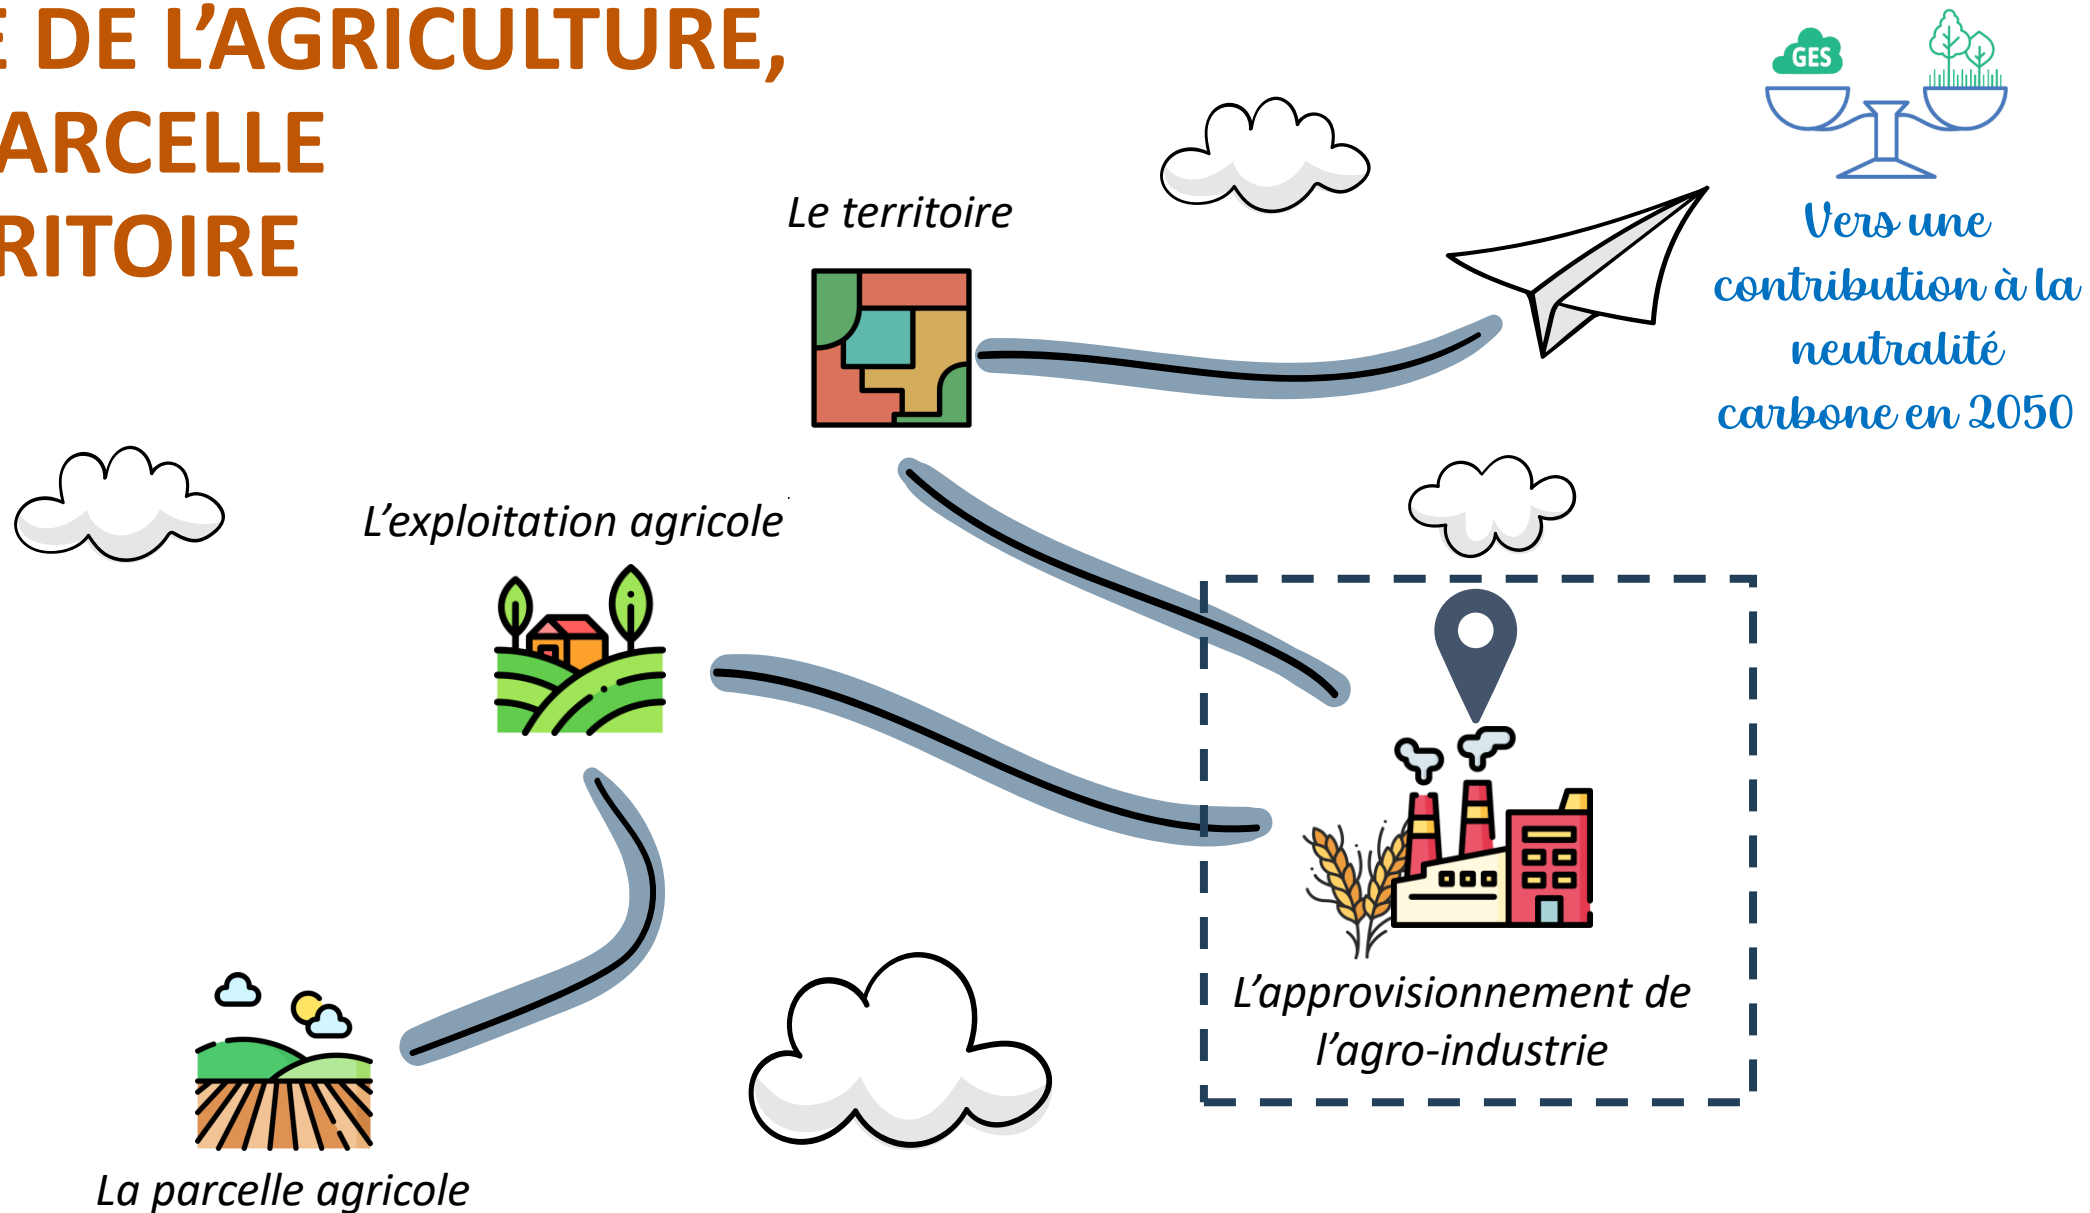 E DE L’AGRICULTURE,
ARCELLE
RITOIRE
GES
Vers une
contribution à la
neutralité
carbone en 2050
Le territoire
L’exploitation agricole
L’approvisionnement de
l’agro-industrie
La parcelle agricole